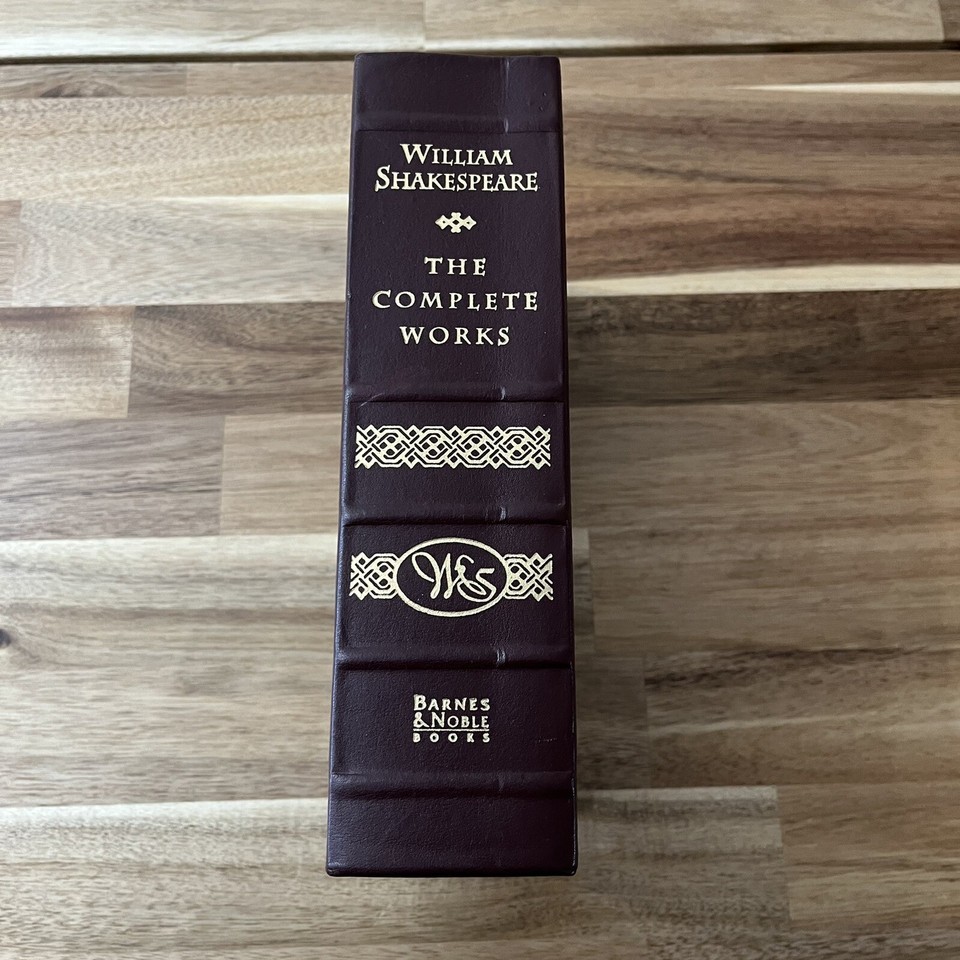 WILLIAM
SHAKESPEARE
THE
COMPLETE
WORKS
WS
BARNES
&NOBLE
BOOKS